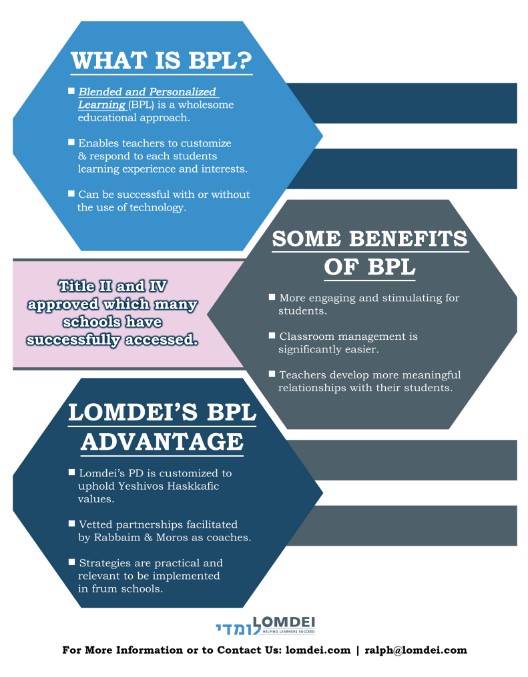 WHAT IS BPL?
■ Blended and Personalized
Learning (BPL) is a wholesome
educational approach.
■ Enables teachers to customize
& respond to each students
learning experience and interests.
■ Can be successful with or without
the use of technology.
SOME BENEFITS
OF BPL
■ More engaging and stimulating for
students.
■ Classroom management is
significantly easier.
■ Teachers develop more meaningful
relationships with their students.
Title II and IV
approved which many
schools have
successfully accessed.
LOMDEI'S BPL
ADVANTAGE
■ Lomdei's PD is customized to
uphold Yeshivos Haskkafic
values.
■ Vetted partnerships facilitated
by Rabbaim & Moros as coaches.
■ Strategies are practical and
relevant to be implemented
in frum schools.
לומדי LOMDEI
HELPING LEARNERS SUCCEED
For More Information or to Contact Us: lomdei.com | ralph@lomdei.com